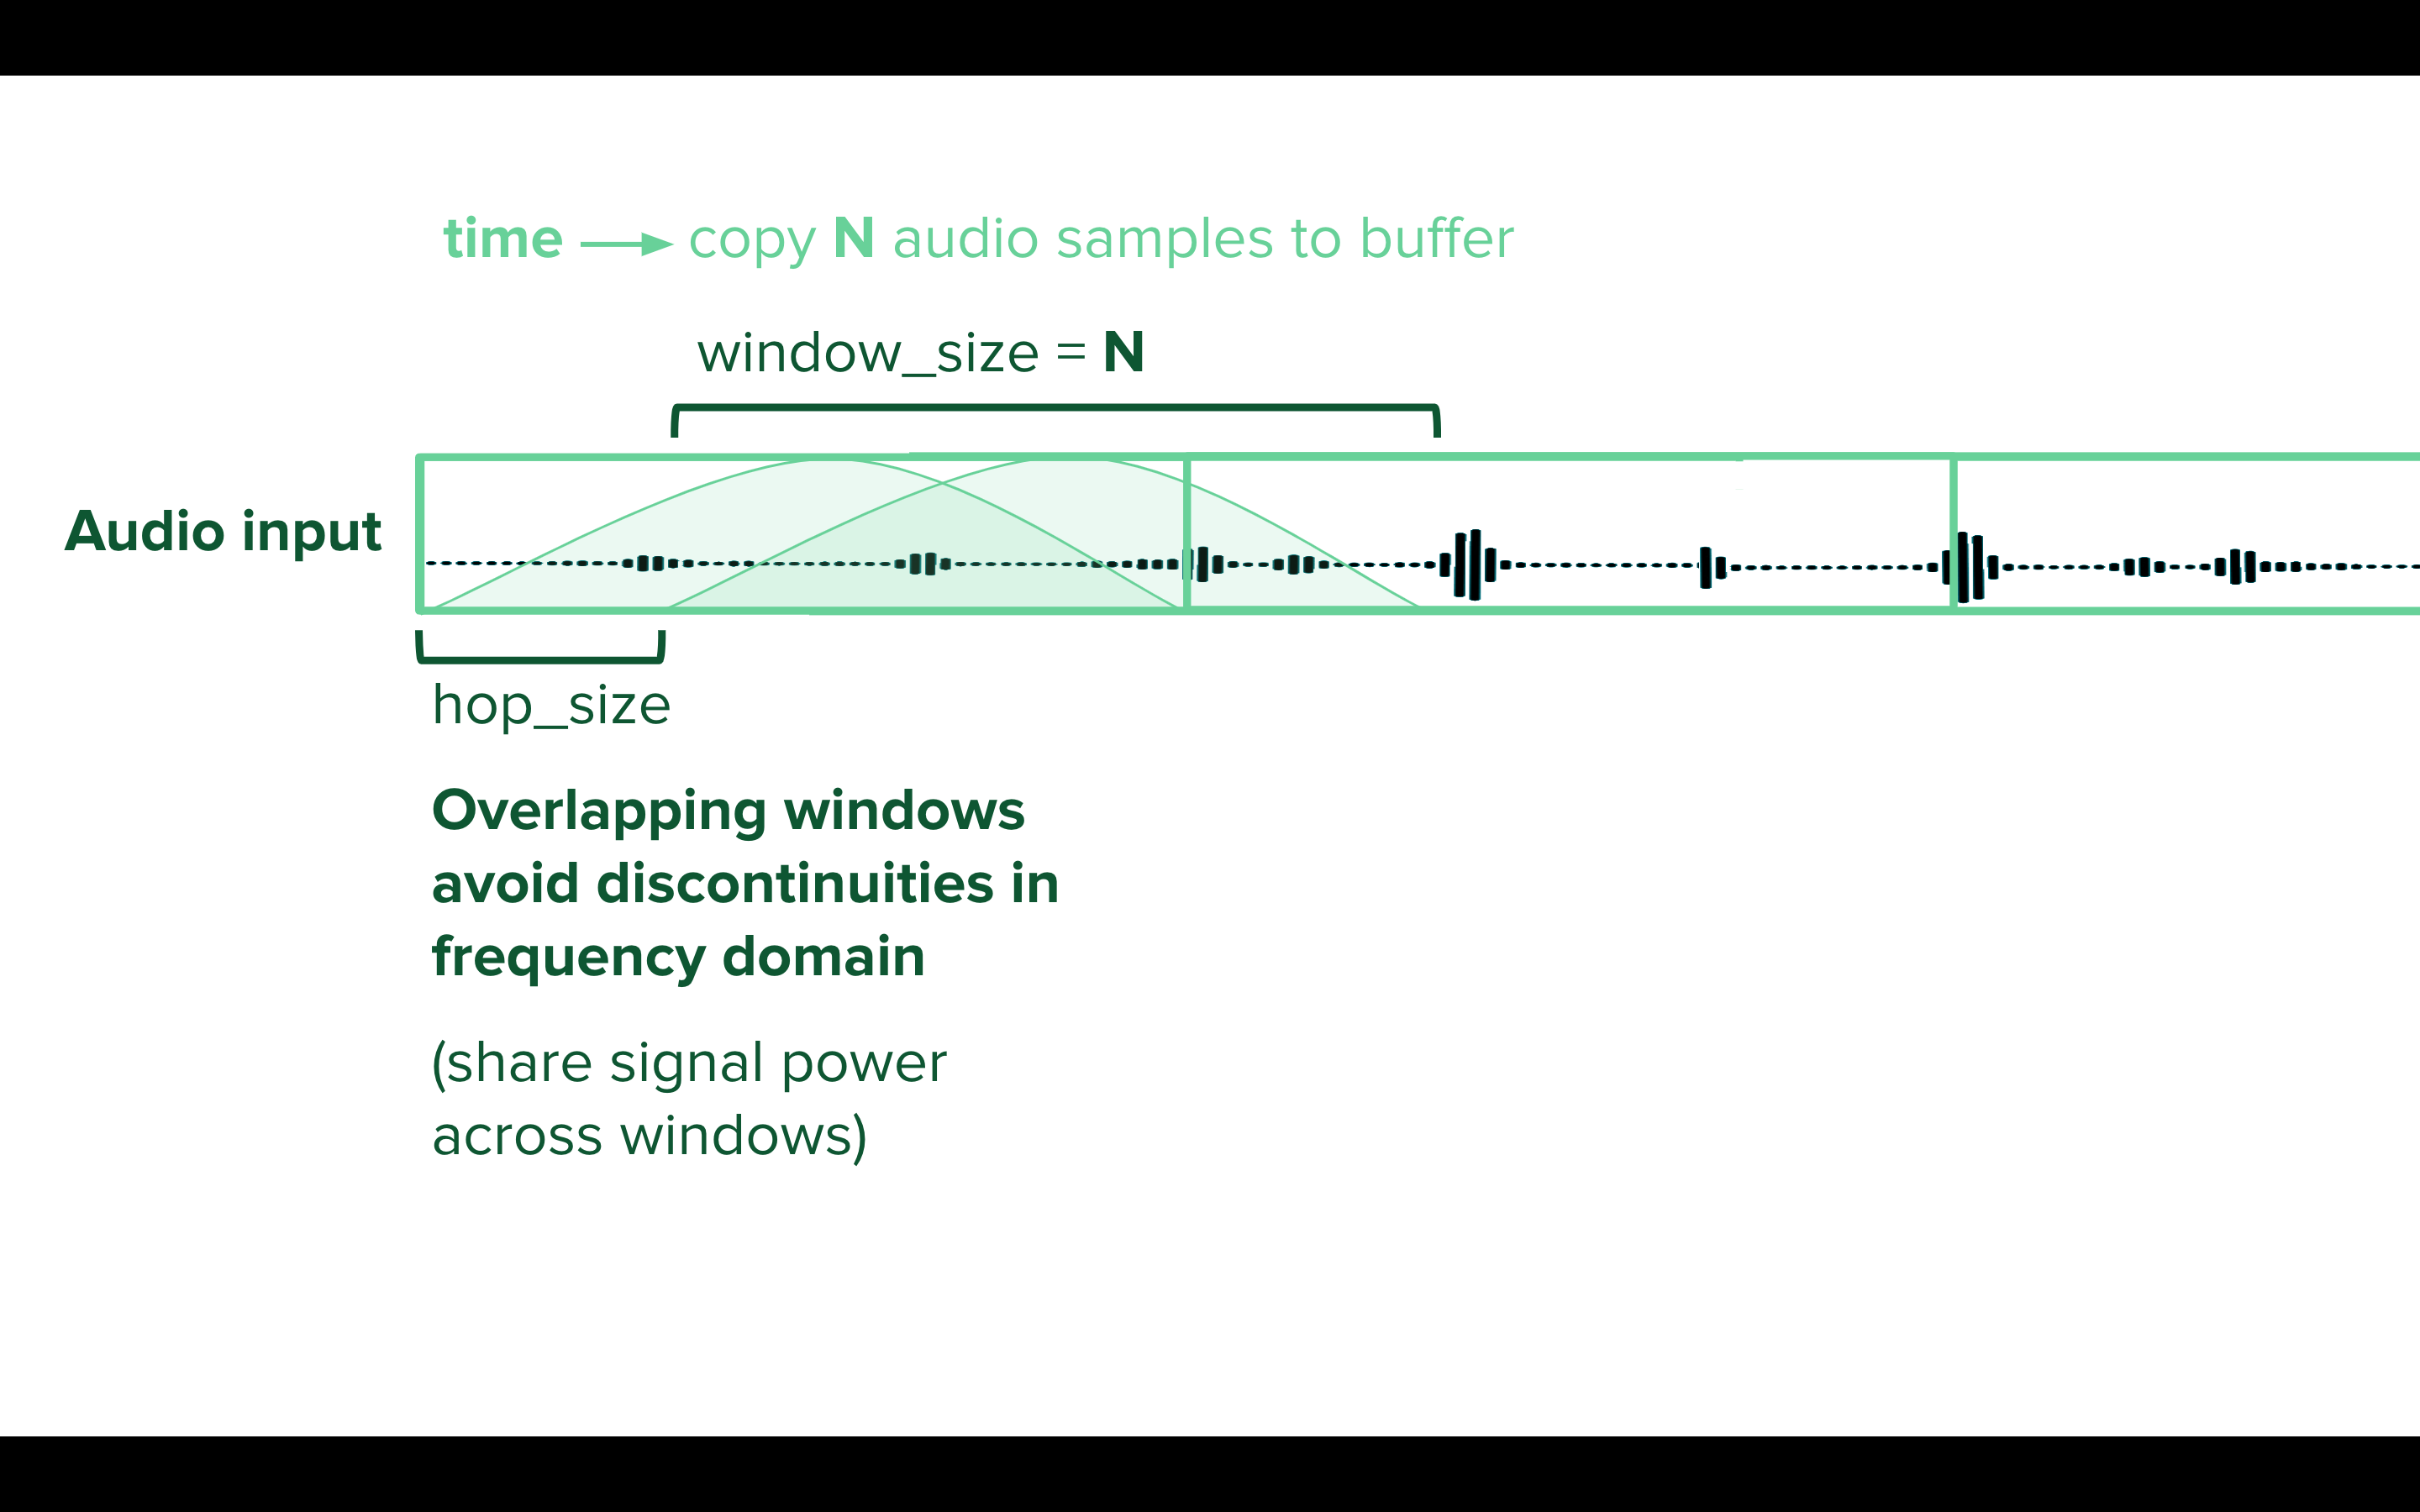 time copy N audio samples to buffer
window_size = N
Audio input
hop_size
Overlapping windows
avoid discontinuities in
frequency domain
(share signal power
across windows)